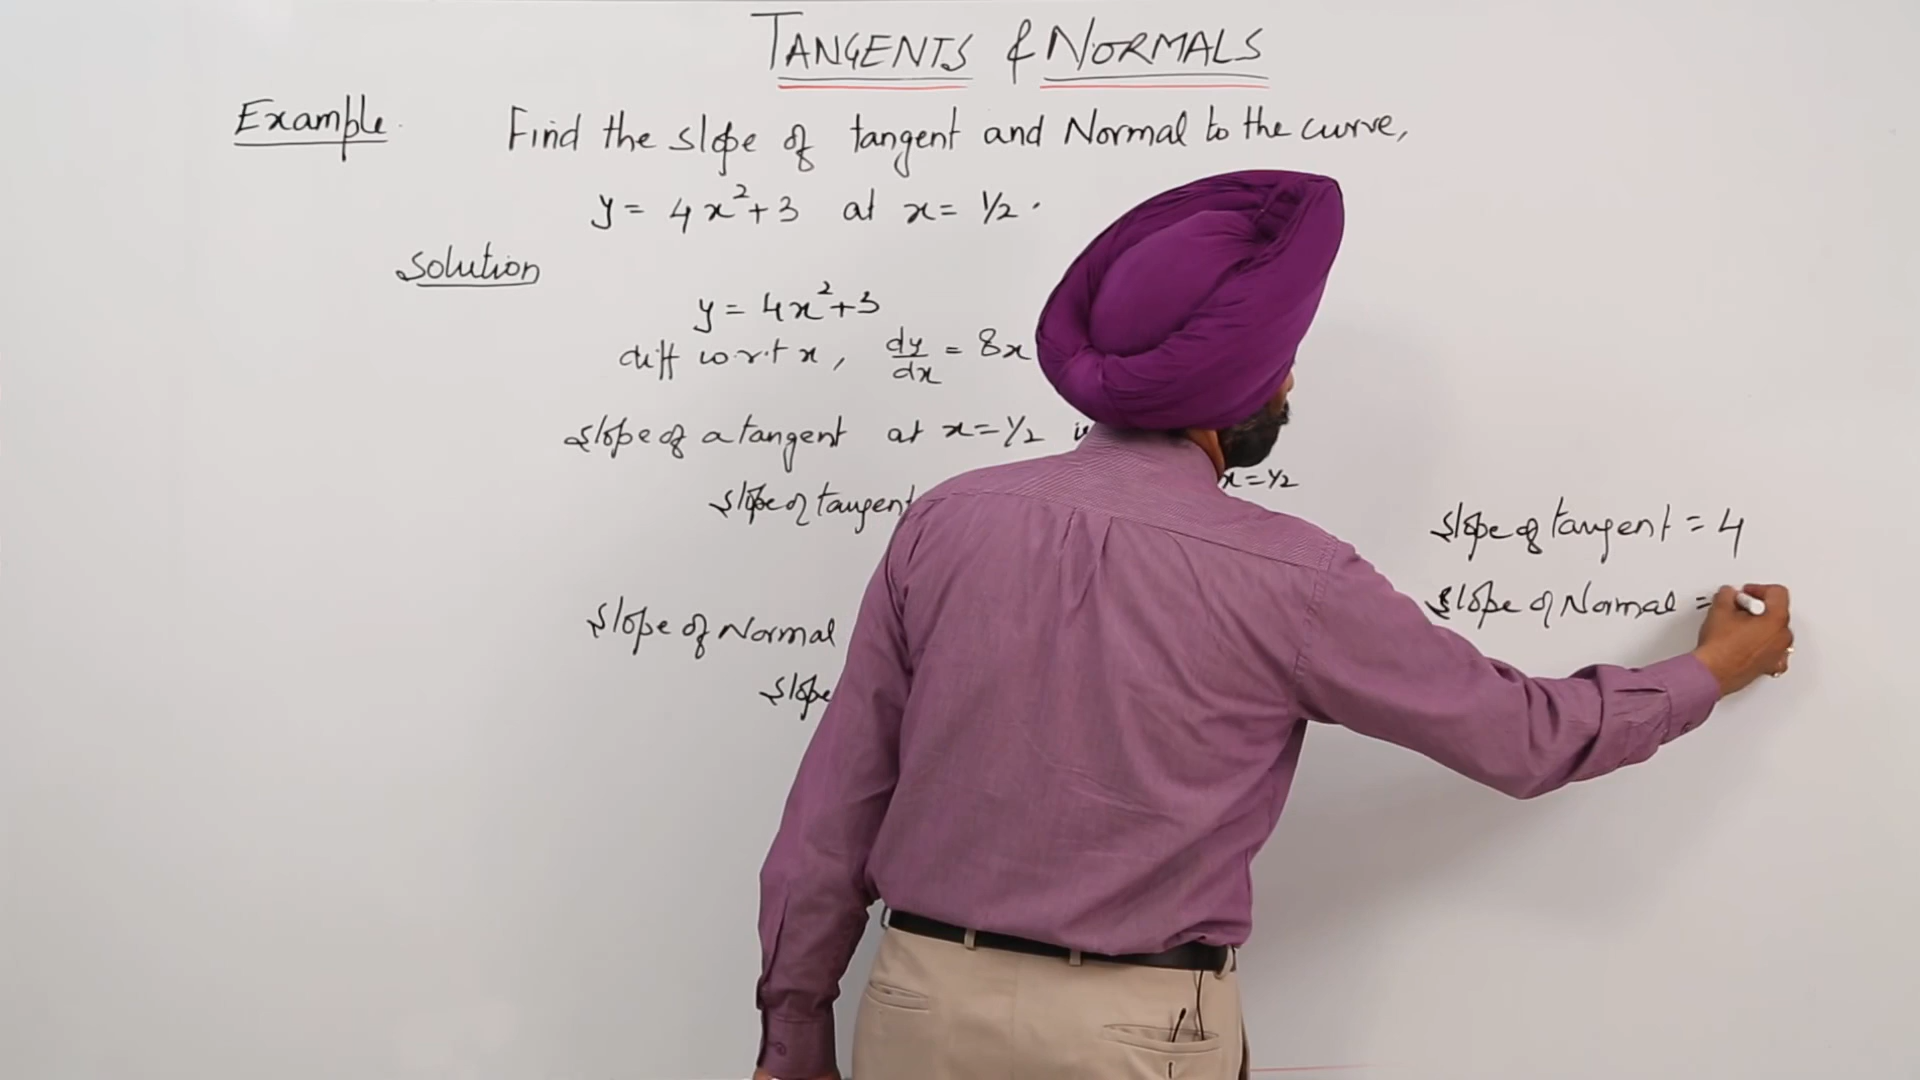 TANGENTS & NORMALS
Example. Find the slope of tangent and Normal to the curve,
y = 4x²+3 at x = 1/2.
Solution
y = 4x²+3
diff w.r.t x, dy/dx = 8x
slope of a tangent at x=1/2
x=1/2
slope of tangent
slope of tangent = 4
slope of Normal =
slope of Normal
slope